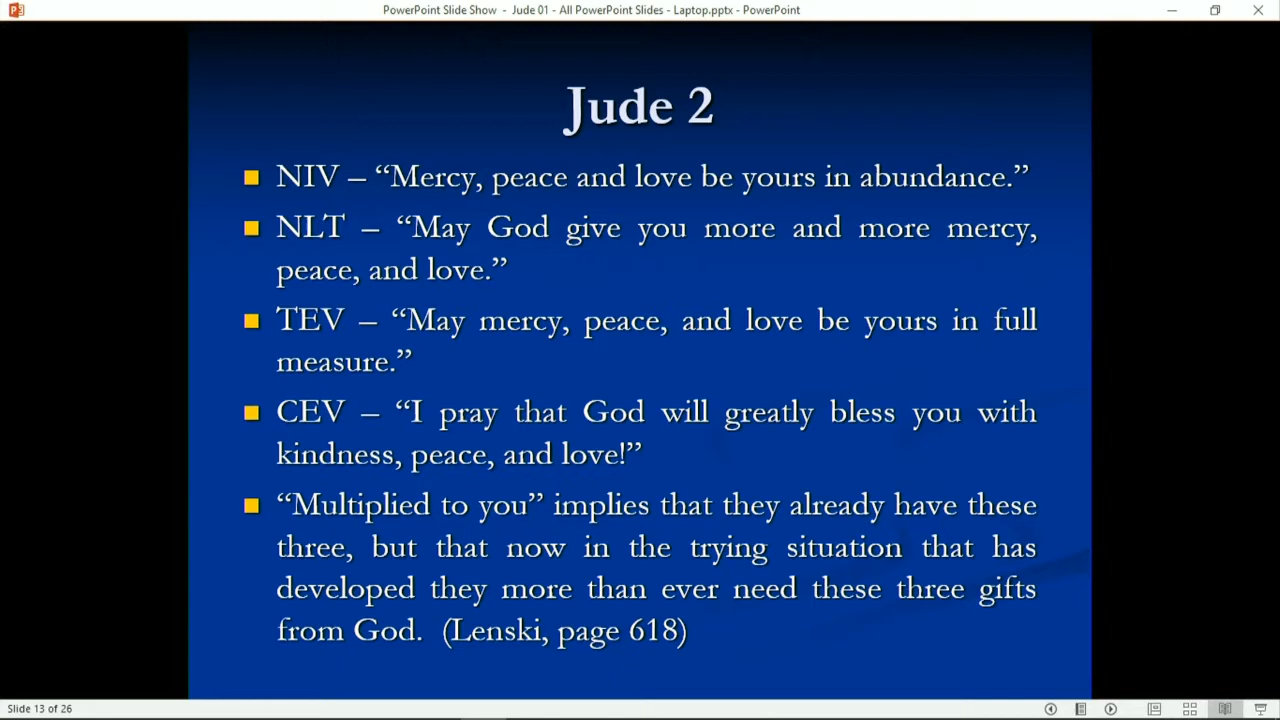 PowerPoint Slide Show - Jude 01 - All PowerPoint Slides - Laptop.pptx - PowerPoint
Jude 2
NIV – “Mercy, peace and love be yours in abundance.”
NLT – “May God give you more and more mercy,
peace, and love.”
TEV – “May mercy, peace, and love be yours in full
measure.”
CEV – “I pray that God will greatly bless you with
kindness, peace, and love!”
“Multiplied to you” implies that they already have these
three, but that now in the trying situation that has
developed they more than ever need these three gifts
from God. (Lenski, page 618)
Slide 13 of 26